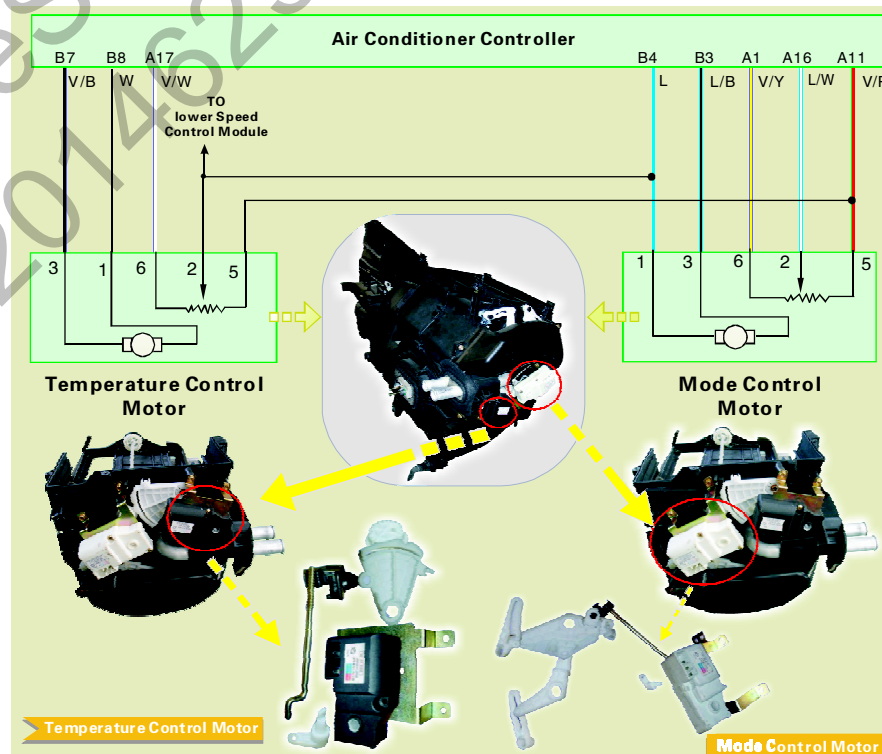 Air Conditioner Controller
B7 B8 A17 B4 B3 A1 A16 A11
V/B W V/W L L/B V/Y L/W
TO
lower Speed
Control Module
3 1 6 2 5
1 3 6 2 5
Temperature Control
Motor
Mode Control
Motor
Temperature Control Motor
Mode Control Motor